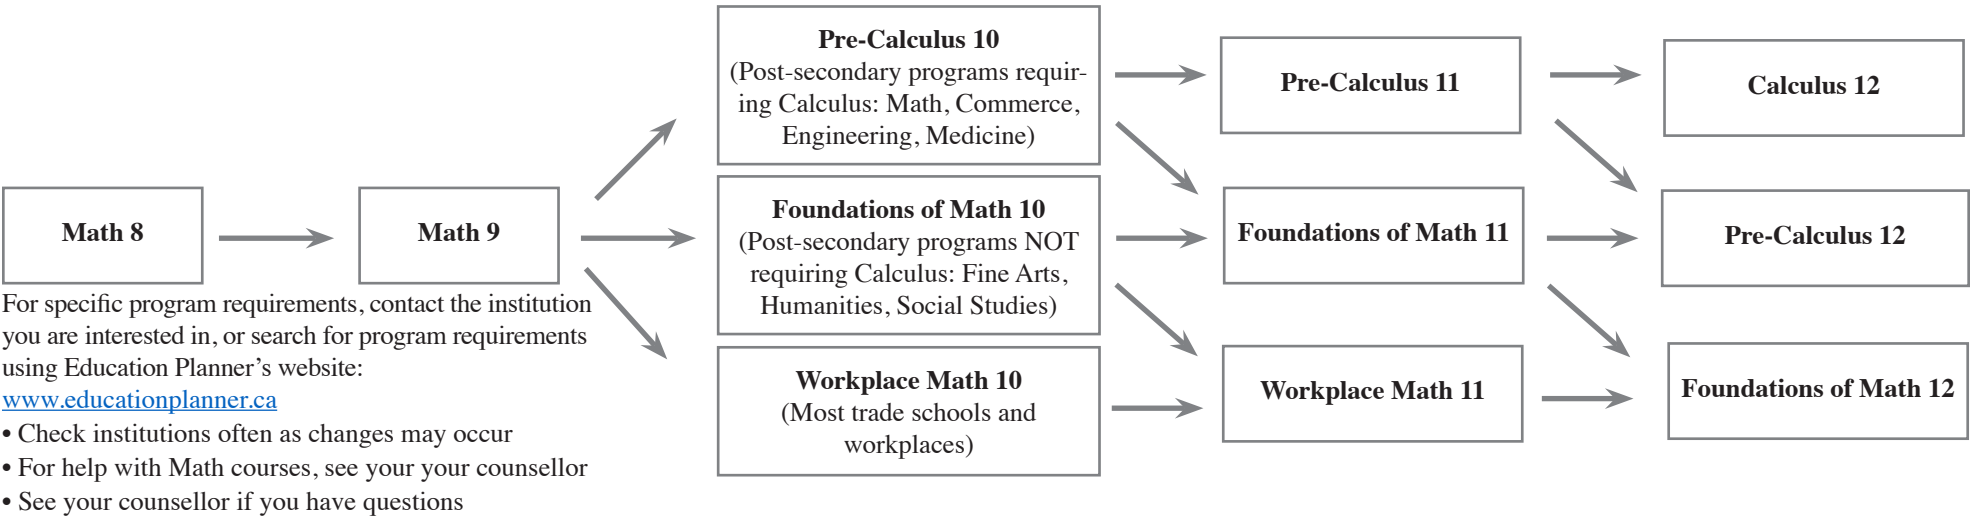 Math 8
Math 9
For specific program requirements, contact the institution
you are interested in, or search for program requirements
using Education Planner’s website:
www.educationplanner.ca
• Check institutions often as changes may occur
• For help with Math courses, see your your counsellor
• See your counsellor if you have questions
Pre-Calculus 10
(Post-secondary programs requir-
ing Calculus: Math, Commerce,
Engineering, Medicine)
Foundations of Math 10
(Post-secondary programs NOT
requiring Calculus: Fine Arts,
Humanities, Social Studies)
Workplace Math 10
(Most trade schools and
workplaces)
Pre-Calculus 11
Foundations of Math 11
Workplace Math 11
Calculus 12
Pre-Calculus 12
Foundations of Math 12